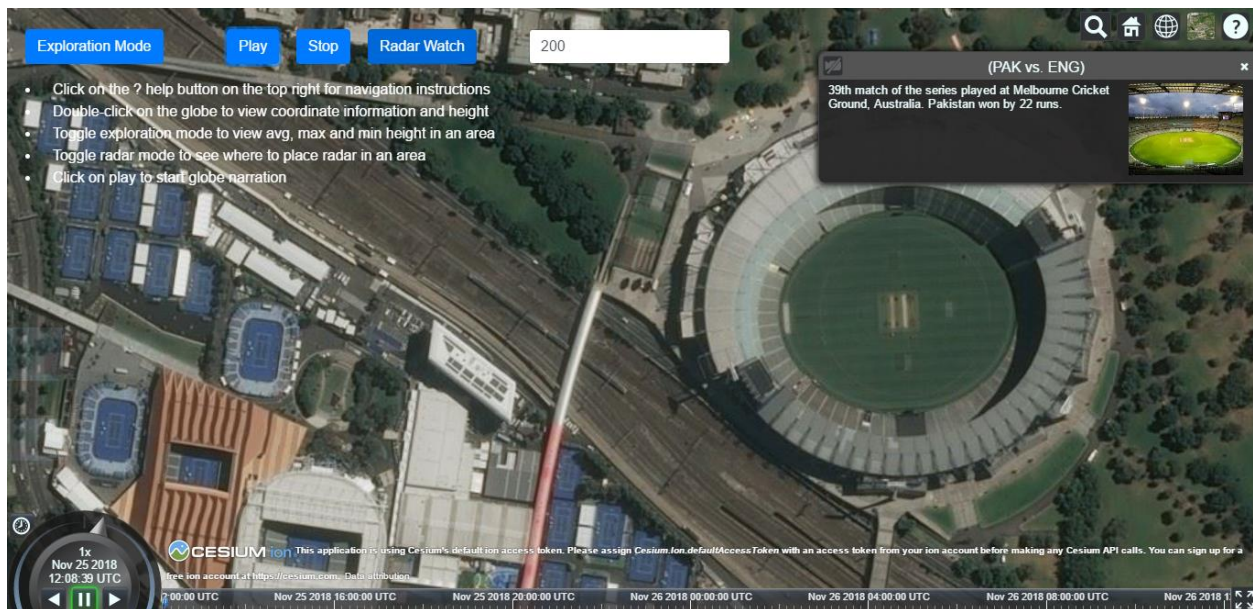 Exploration Mode
Play
Stop
Radar Watch
200
?
(PAK vs. ENG)
×
39th match of the series played at Melbourne Cricket
Ground, Australia. Pakistan won by 22 runs.
• Click on the ? help button on the top right for navigation instructions
• Double-click on the globe to view coordinate information and height
• Toggle exploration mode to view avg, max and min height in an area
• Toggle radar mode to see where to place radar in an area
• Click on play to start globe narration
1x
Nov 25 2018
12:08:39 UTC
CESIUM ion This application is using Cesium's default ion access token. Please assign Cesium.Ion.defaultAccessToken with an access token from your ion account before making any Cesium API calls. You can sign up for a
free ion account at https://cesium.com. Data attribution
2:00:00 UTC
Nov 25 2018 16:00:00 UTC
Nov 25 2018 20:00:00 UTC
Nov 26 2018 00:00:00 UTC
Nov 26 2018 04:00:00 UTC
Nov 26 2018 08:00:00 UTC
Nov 26 2018 1